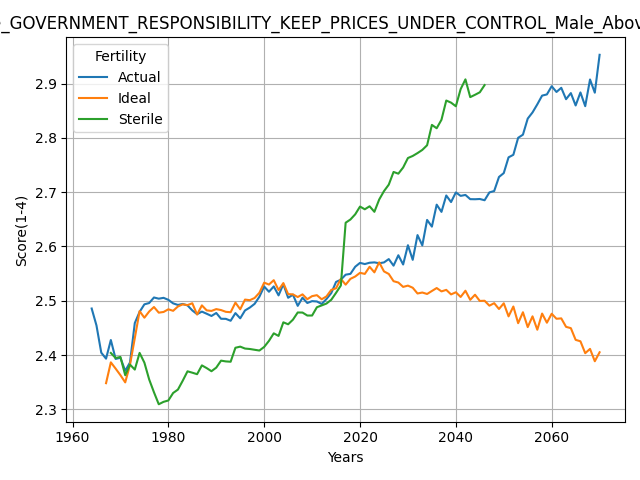 _GOVERNMENT_RESPONSIBILITY_KEEP_PRICES_UNDER_CONTROL_Male_Abov
Fertility
Actual
Ideal
Sterile
Score(1-4)
2.9
2.8
2.7
2.6
2.5
2.4
2.3
1960 1980 2000 2020 2040 2060
Years